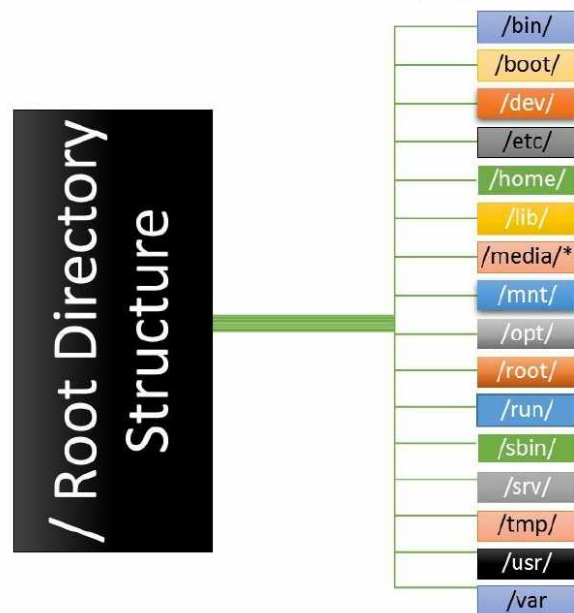 / Root Directory
Structure
/bin/
/boot/
/dev/
/etc/
/home/
/lib/
/media/*
/mnt/
/opt/
/root/
/run/
/sbin/
/srv/
/tmp/
/usr/
/var